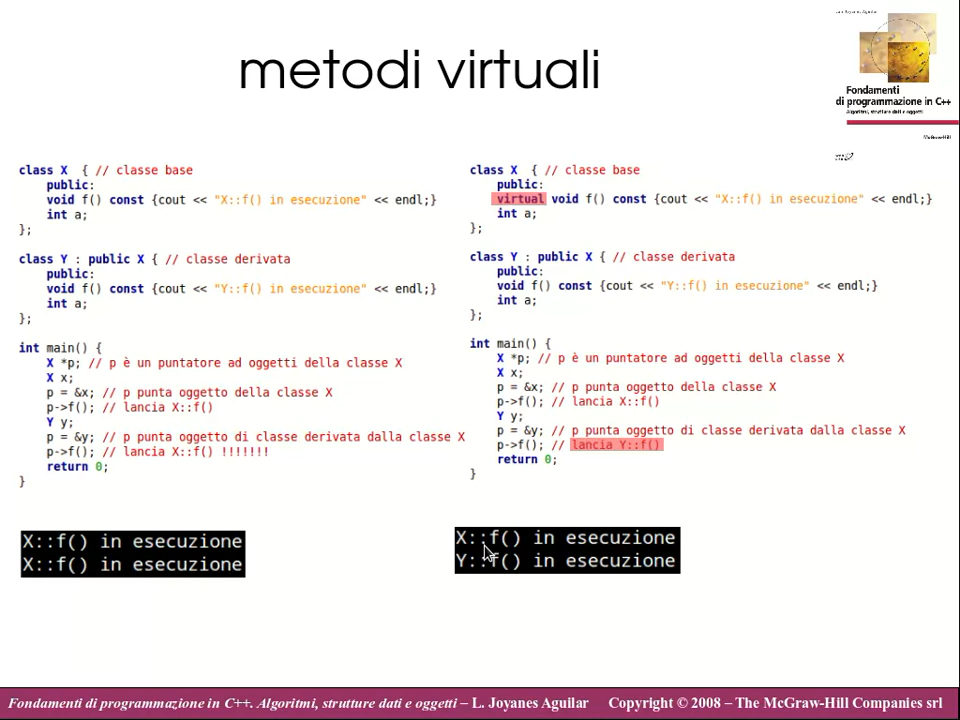 metodi virtuali
Fondamenti
di programmazione in C++
Algoritmi, strutture dati e oggetti
class X { // classe base
public:
void f() const {cout << "X::f() in esecuzione" << endl;}
int a;
};
class Y : public X { // classe derivata
public:
void f() const {cout << "Y::f() in esecuzione" << endl;}
int a;
};
int main() {
X *p; // p è un puntatore ad oggetti della classe X
X x;
p = &x; // p punta oggetto della classe X
p->f(); // lancia X::f()
Y y;
p = &y; // p punta oggetto di classe derivata dalla classe X
p->f(); // lancia X::f() !!!!!!!
return 0;
}
X::f() in esecuzione
X::f() in esecuzione
class X { // classe base
public:
virtual void f() const {cout << "X::f() in esecuzione" << endl;}
int a;
};
class Y : public X { // classe derivata
public:
void f() const {cout << "Y::f() in esecuzione" << endl;}
int a;
};
int main() {
X *p; // p è un puntatore ad oggetti della classe X
X x;
p = &x; // p punta oggetto della classe X
p->f(); // lancia X::f()
Y y;
p = &y; // p punta oggetto di classe derivata dalla classe X
p->f(); // lancia Y::f()
return 0;
}
X::f() in esecuzione
Y::f() in esecuzione
Fondamenti di programmazione in C++. Algoritmi, strutture dati e oggetti – L. Joyanes Aguilar Copyright © 2008 – The McGraw-Hill Companies srl